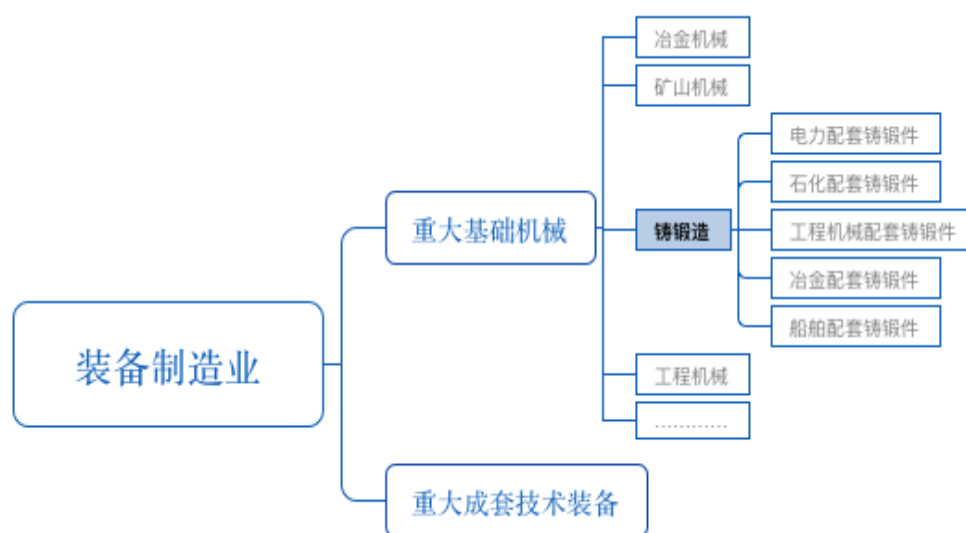 冶金机械
矿山机械
电力配套铸锻件
石化配套铸锻件
重大基础机械
铸锻造
工程机械配套铸锻件
冶金配套铸锻件
船舶配套铸锻件
装备制造业
工程机械
…………
重大成套技术装备